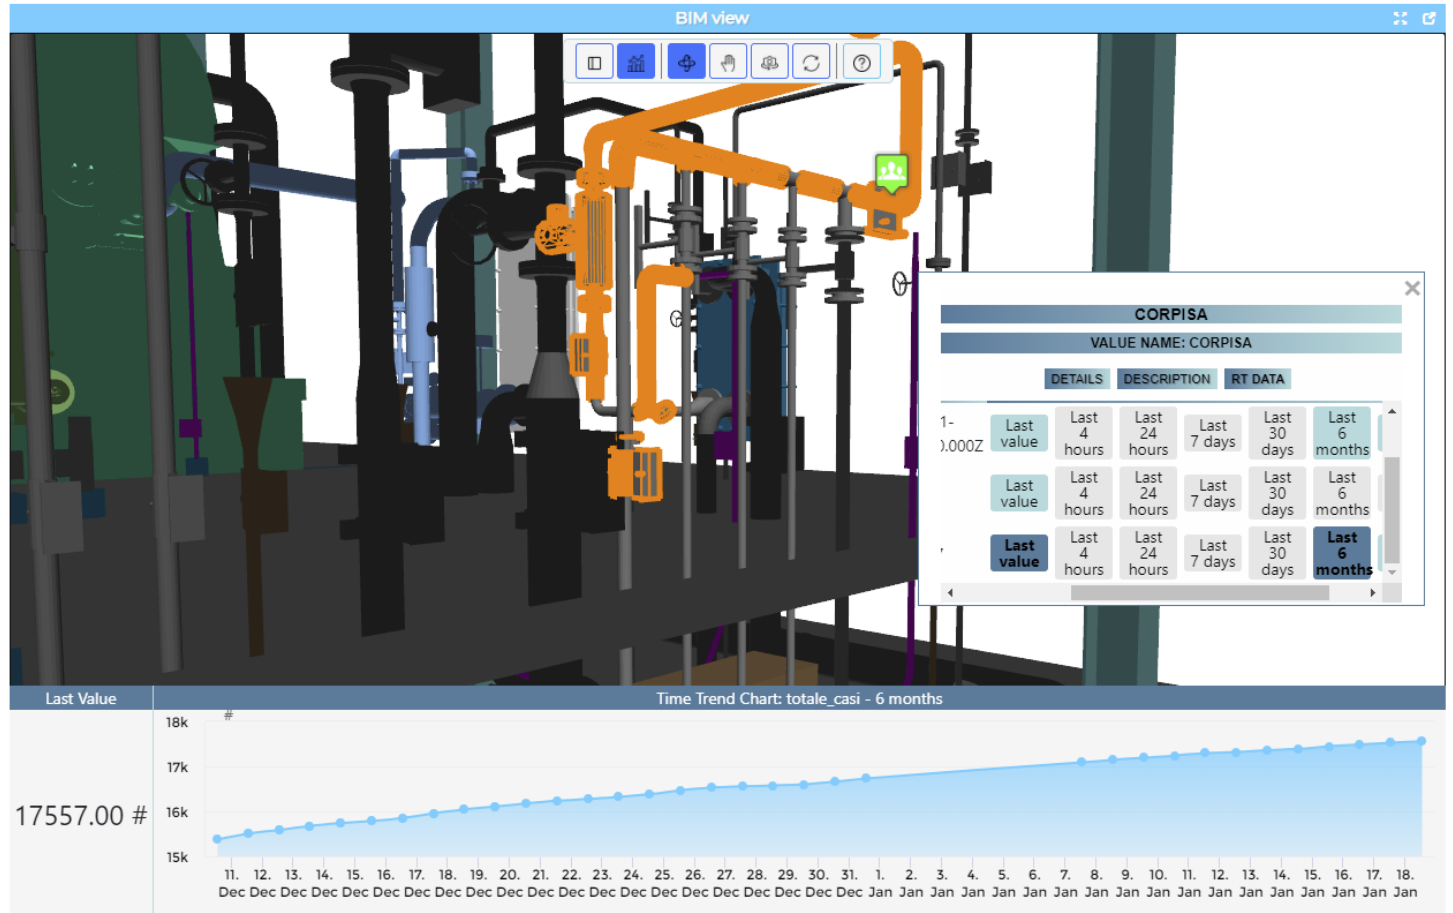 BIM view
CORPISA
VALUE NAME: CORPISA
DETAILS DESCRIPTION RT DATA
1-
0.000Z
Last value Last 4 hours Last 24 hours Last 7 days Last 30 days Last 6 months
Last value Last 4 hours Last 24 hours Last 7 days Last 30 days Last 6 months
Last value Last 4 hours Last 24 hours Last 7 days Last 30 days Last 6 months
Last Value Time Trend Chart: totale_casi - 6 months
#
18k
17k
16k
15k
17557.00 #
11. 12. 13. 14. 15. 16. 17. 18. 19. 20. 21. 22. 23. 24. 25. 26. 27. 28. 29. 30. 31. 1. 2. 3. 4. 5. 6. 7. 8. 9. 10. 11. 12. 13. 14. 15. 16. 17. 18.
Dec Dec Dec Dec Dec Dec Dec Dec Dec Dec Dec Dec Dec Dec Dec Dec Dec Dec Dec Dec Dec Jan Jan Jan Jan Jan Jan Jan Jan Jan Jan Jan Jan Jan Jan Jan Jan Jan Jan